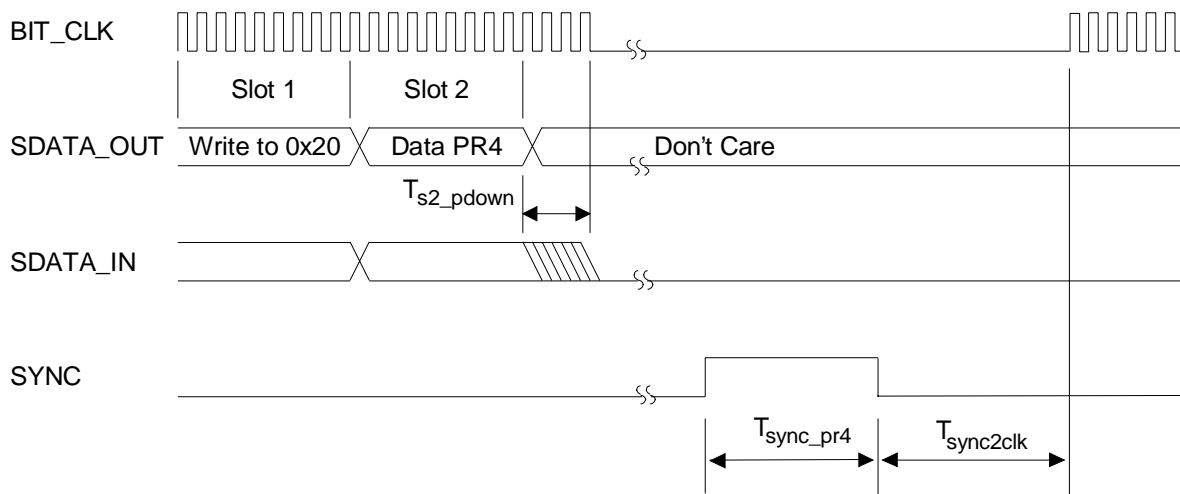 BIT_CLK
Slot 1 Slot 2
SDATA_OUT Write to 0x20 Data PR4 Don't Care
Ts2_pdown
SDATA_IN
SYNC
Tsync_pr4 Tsync2clk